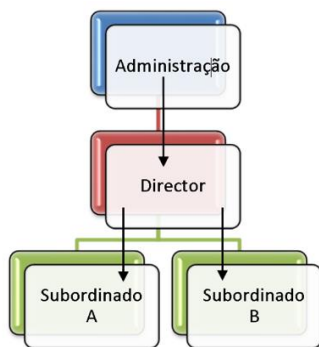 Administração
Director
Subordinado
A
Subordinado
B